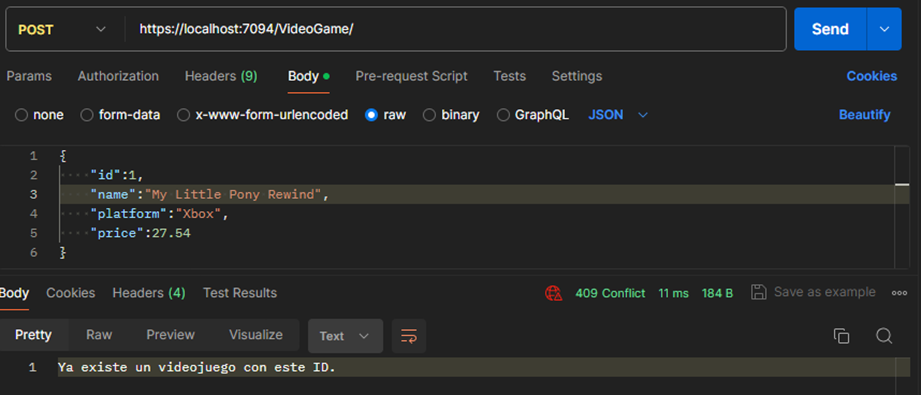 POST https://localhost:7094/VideoGame/ Send
Params Authorization Headers (9) Body Pre-request Script Tests Settings Cookies
none form-data x-www-form-urlencoded raw binary GraphQL JSON Beautify
1 {
2 "id":1,
3 "name":"My Little Pony Rewind",
4 "platform":"Xbox",
5 "price":27.54
6 }
Body Cookies Headers (4) Test Results 409 Conflict 11 ms 184 B Save as example
Pretty Raw Preview Visualize Text
1 Ya existe un videojuego con este ID.